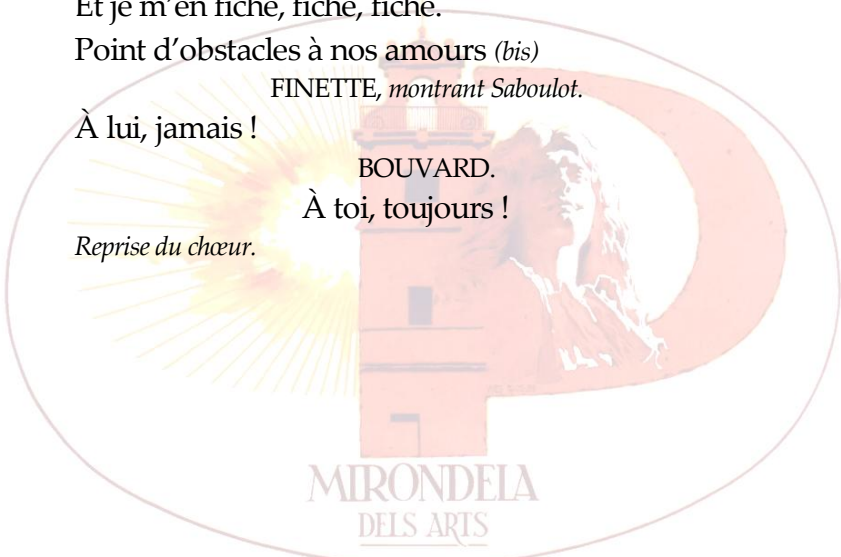 Et je m’en fiche, fiche, fiche.
Point d’obstacles à nos amours (bis)
FINETTE, montrant Saboulot.
À lui, jamais !
BOUVARD.
À toi, toujours !
Reprise du chœur.
MIRONDELA
DELS ARTS